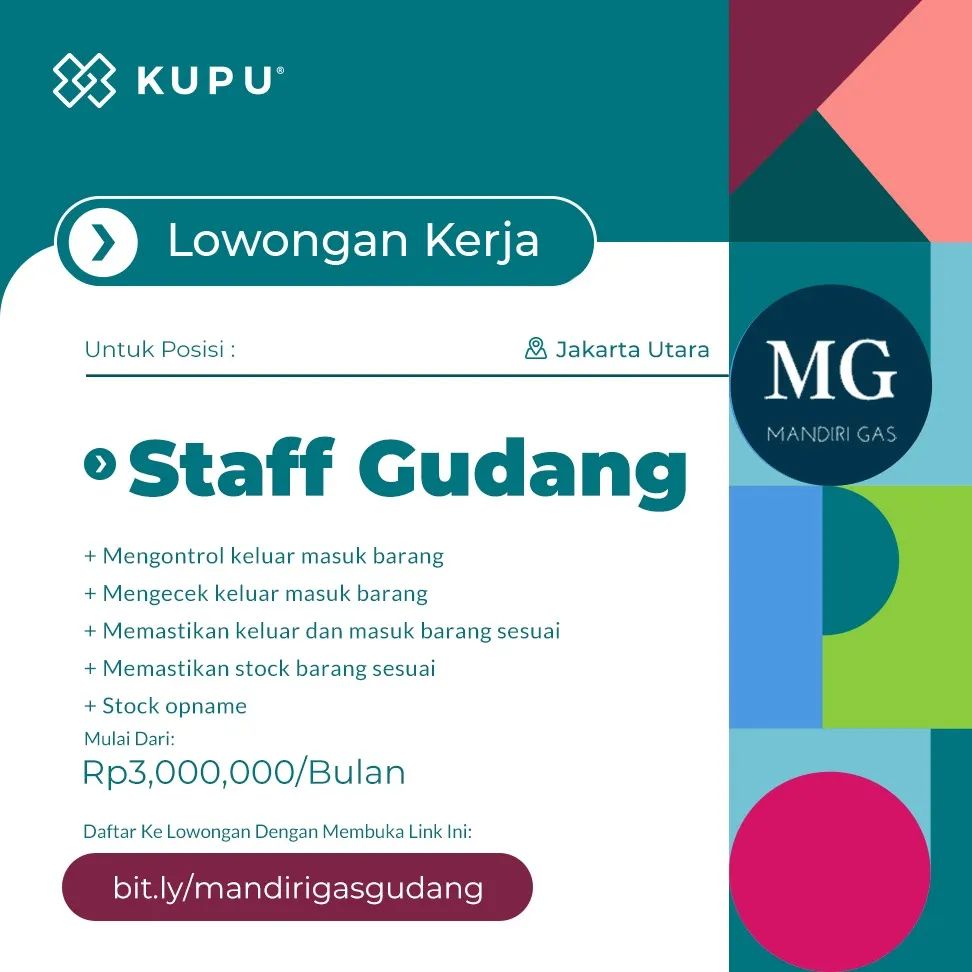 KUPU®
Lowongan Kerja
Untuk Posisi :
Jakarta Utara
MG
MANDIRI GAS
Staff Gudang
+ Mengontrol keluar masuk barang
+ Mengecek keluar masuk barang
+ Memastikan keluar dan masuk barang sesuai
+ Memastikan stock barang sesuai
+ Stock opname
Mulai Dari:
Rp3,000,000/Bulan
Daftar Ke Lowongan Dengan Membuka Link Ini:
bit.ly/mandirigasgudang